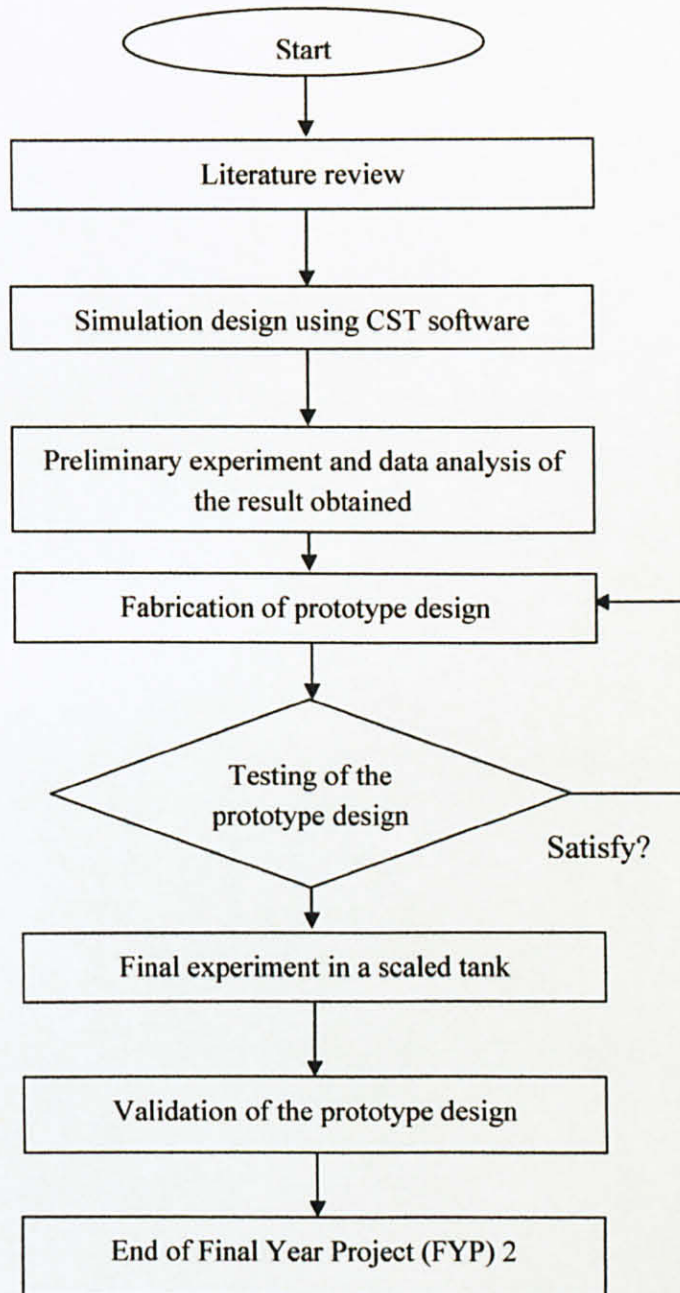 Start
Literature review
Simulation design using CST software
Preliminary experiment and data analysis of
the result obtained
Fabrication of prototype design
Testing of the
prototype design
Satisfy?
Final experiment in a scaled tank
Validation of the prototype design
End of Final Year Project (FYP) 2